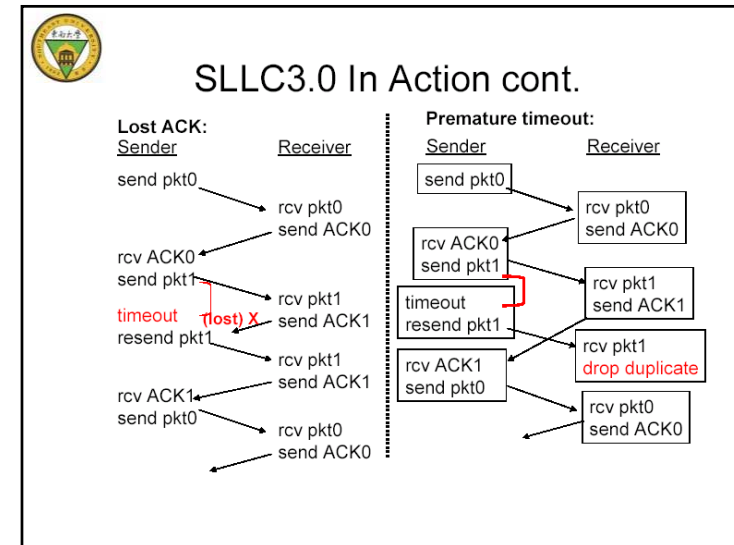 SLLC3.0 In Action cont.
Lost ACK:
Sender
Receiver
send pkt0
rcv pkt0
send ACK0
rcv ACK0
send pkt1
rcv pkt1
timeout
(lost) X
send ACK1
resend pkt1
rcv pkt1
send ACK1
rcv ACK1
send pkt0
rcv pkt0
send ACK0
Premature timeout:
Sender
Receiver
send pkt0
rcv pkt0
send ACK0
rcv ACK0
send pkt1
rcv pkt1
send ACK1
timeout
resend pkt1
rcv pkt1
drop duplicate
rcv ACK1
send pkt0
rcv pkt0
send ACK0